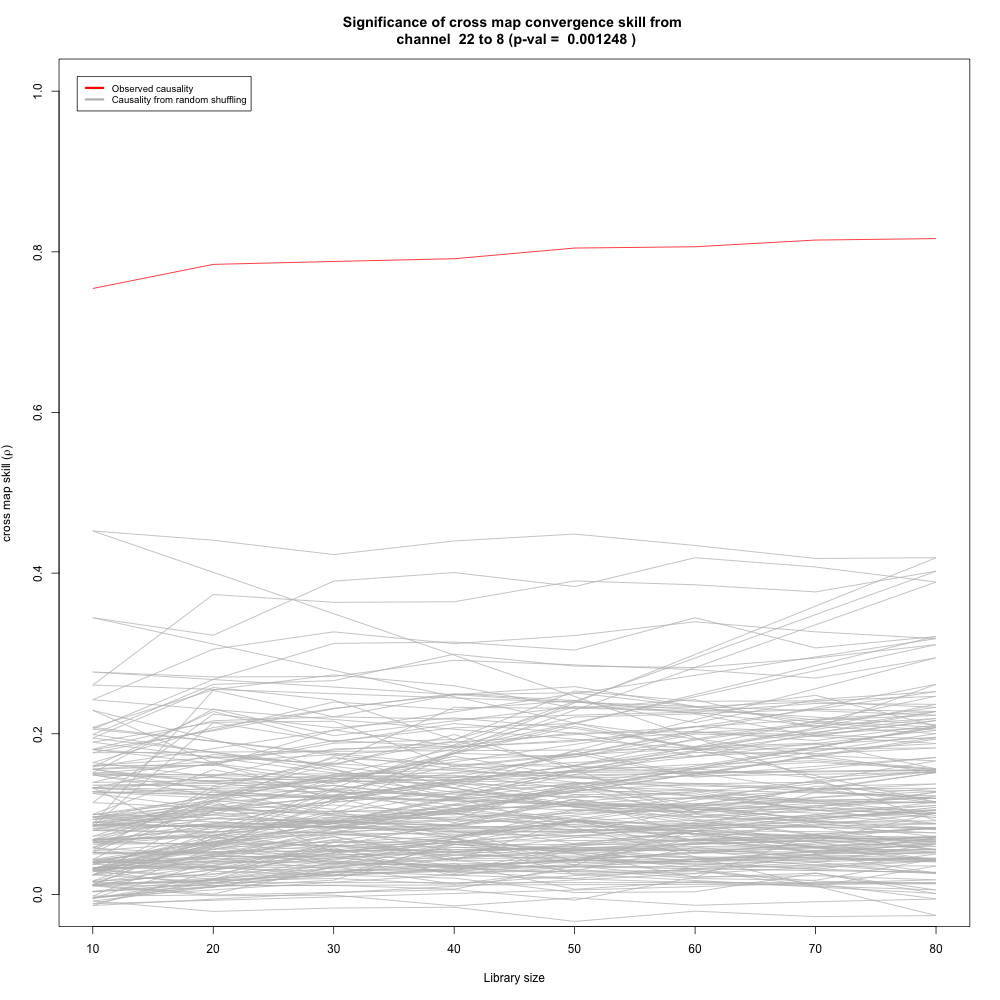 Significance of cross map convergence skill from
channel  22 to 8 (p-val =  0.001248 )
Observed causality
Causality from random shuffling
1.0
0.8
0.6
0.4
0.2
0.0
cross map skill (ρ)
10 20 30 40 50 60 70 80
Library size